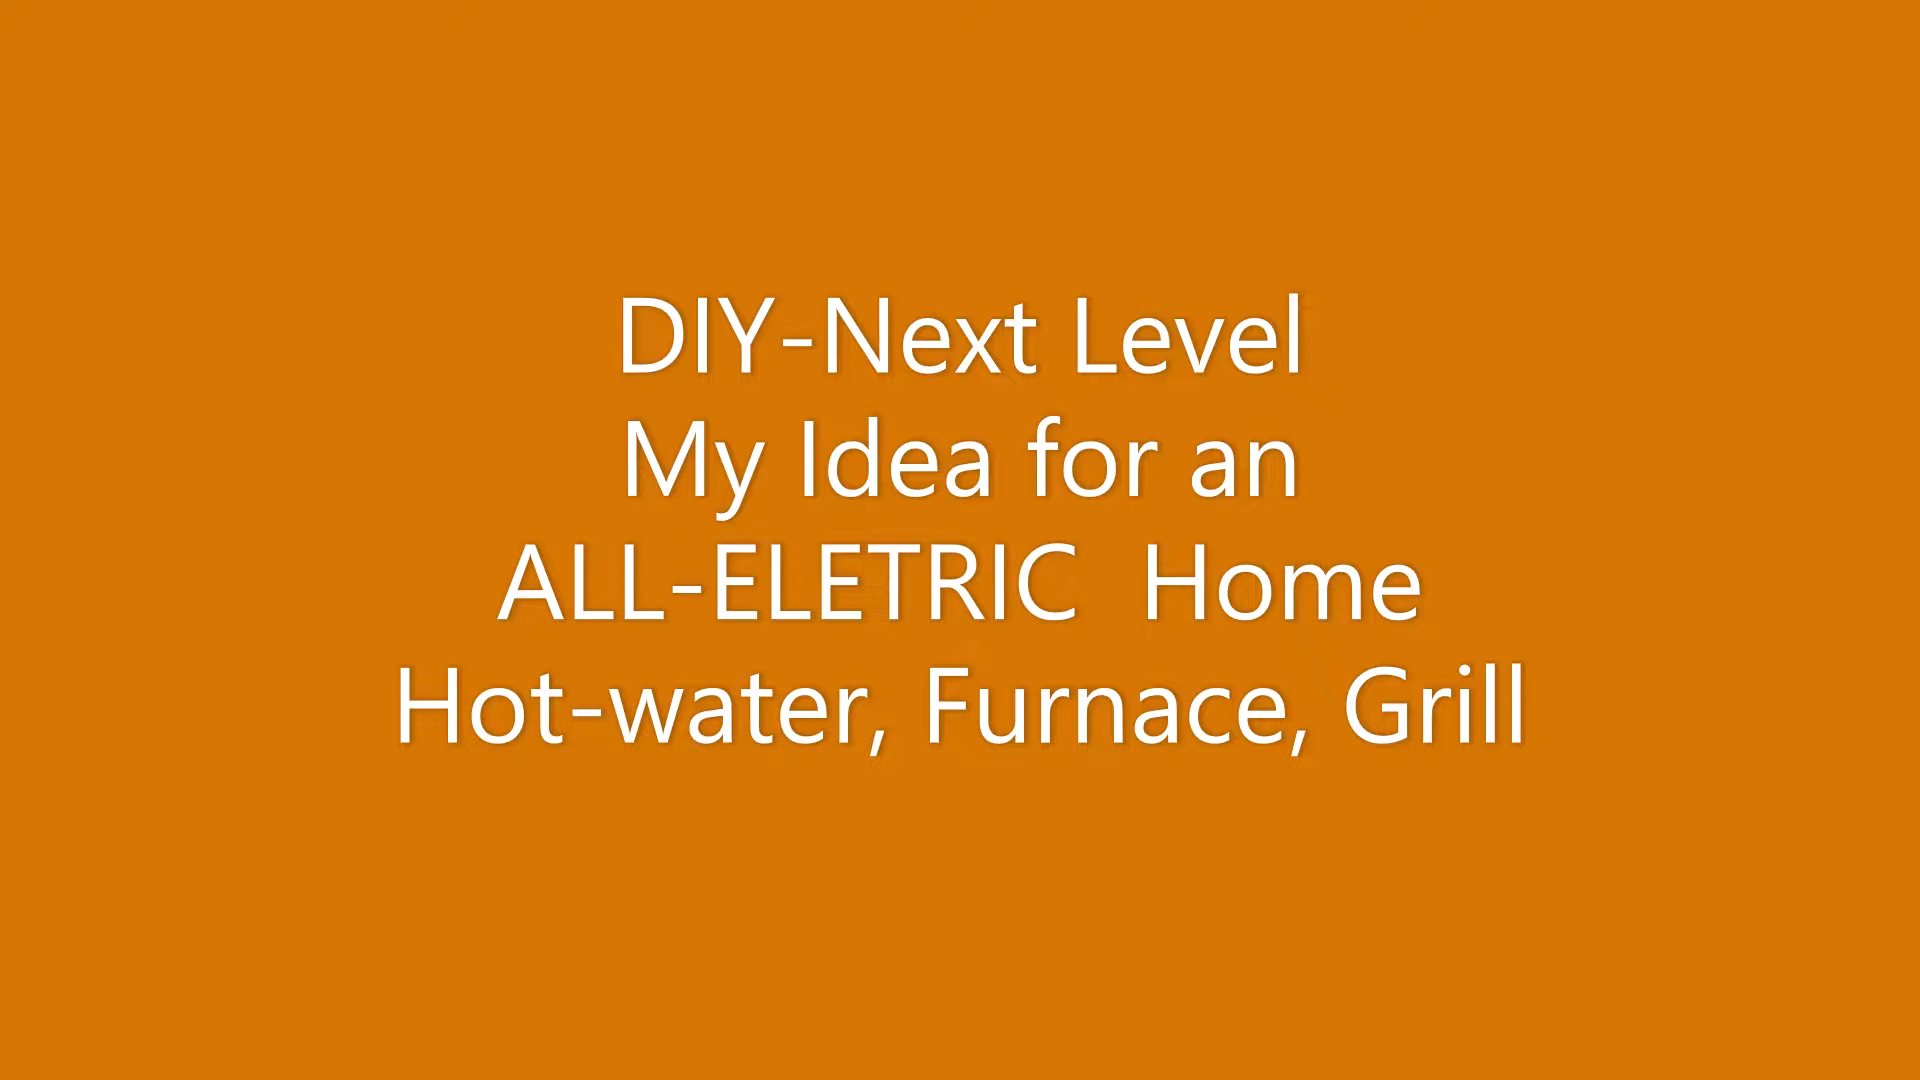 DIY-Next Level
My Idea for an
ALL-ELETRIC  Home
Hot-water, Furnace, Grill